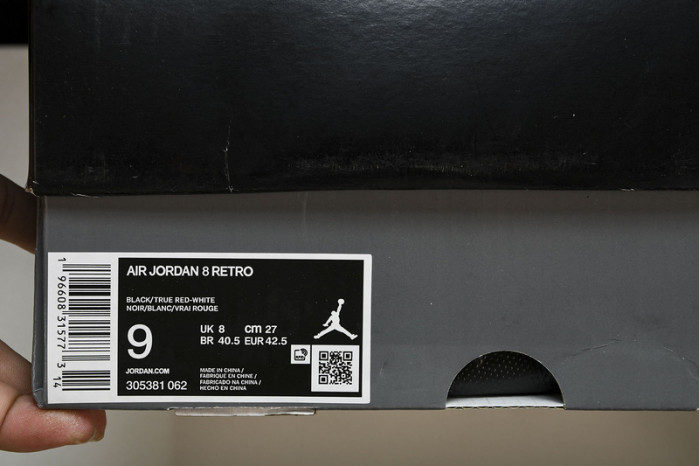 AIR JORDAN 8 RETRO
BLACK/TRUE RED-WHITE
NOIR/BLANC/VRAI ROUGE
9
UK 8 cm 27
BR 40.5 EUR 42.5
JORDAN.COM
305381 062
MADE IN CHINA /
FABRIQUE EN CHINE /
FABRICADO NA CHINA /
HECHO EN CHINA
1 96608 31577 3 14